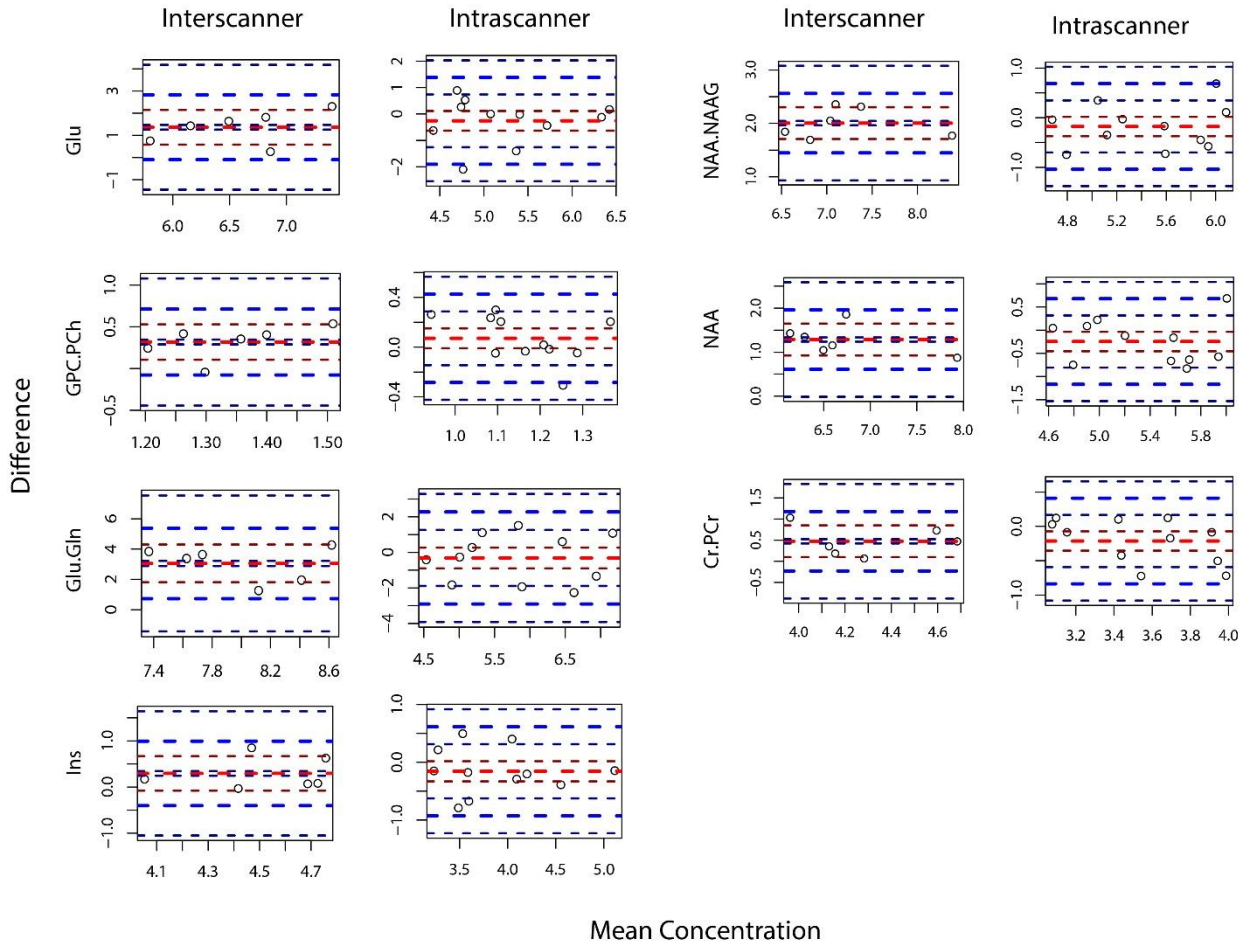 Interscanner Intrascanner Interscanner Intrascanner
Difference
Glu
3
1
−1
6.0 6.5 7.0
2
0
−2
4.5 5.0 5.5 6.0 6.5
NAA.NAAG
3.0
2.0
1.0
6.5 7.0 7.5 8.0
1.0
0.0
−1.0
4.8 5.2 5.6 6.0
GPC.PCh
1.0
0.5
−0.5
1.20 1.30 1.40 1.50
0.4
0.0
−0.4
1.0 1.1 1.2 1.3
NAA
2.0
1.0
0.0
6.5 7.0 7.5 8.0
0.5
−0.5
−1.5
4.6 5.0 5.4 5.8
Glu.Gln
6
4
2
0
7.4 7.8 8.2 8.6
2
0
−2
−4
4.5 5.5 6.5
Cr.PCr
1.5
0.5
−0.5
4.0 4.2 4.4 4.6
0.0
−1.0
3.2 3.4 3.6 3.8 4.0
Ins
1.0
0.0
−1.0
4.1 4.3 4.5 4.7
1.0
0.0
−1.0
3.5 4.0 4.5 5.0
Mean Concentration